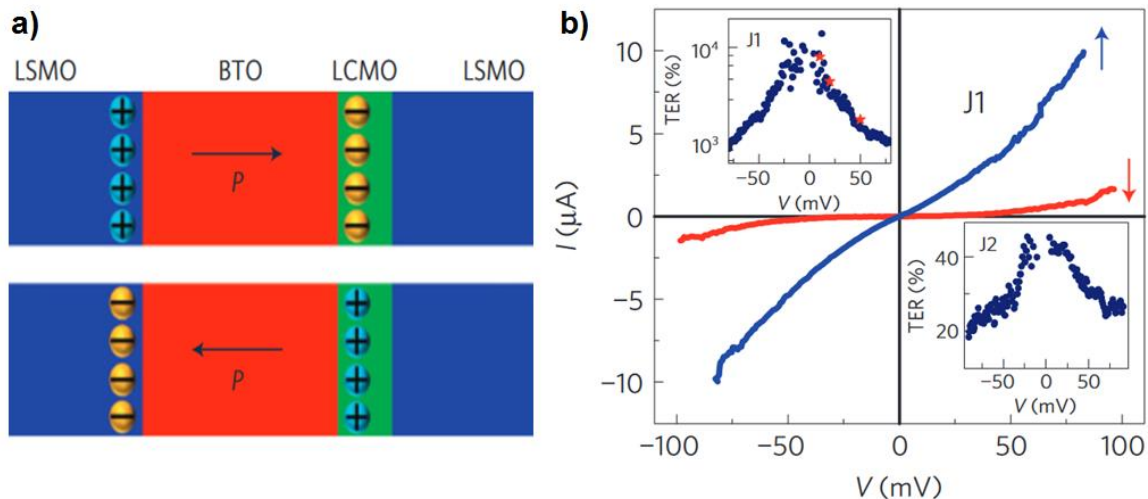 a)
LSMO BTO LCMO LSMO
+ −
+ −
+ −
+ −
P
− +
− +
− +
− +
P
b)
10
5
0
−5
−10
I (μA)
−100 −50 0 50 100
V (mV)
J1
J1
10⁴
10³
TER (%)
−50 0 50
V (mV)
J2
40
20
TER (%)
−50 0 50
V (mV)